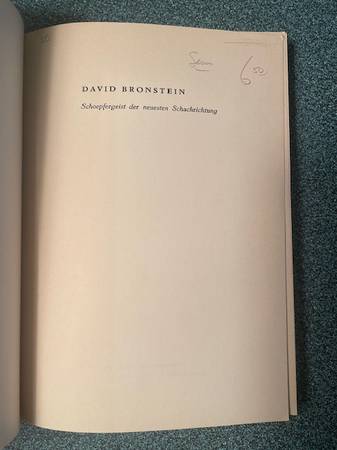 6 50
DAVID BRONSTEIN
Schoepfergeist der neuesten Schachrichtung